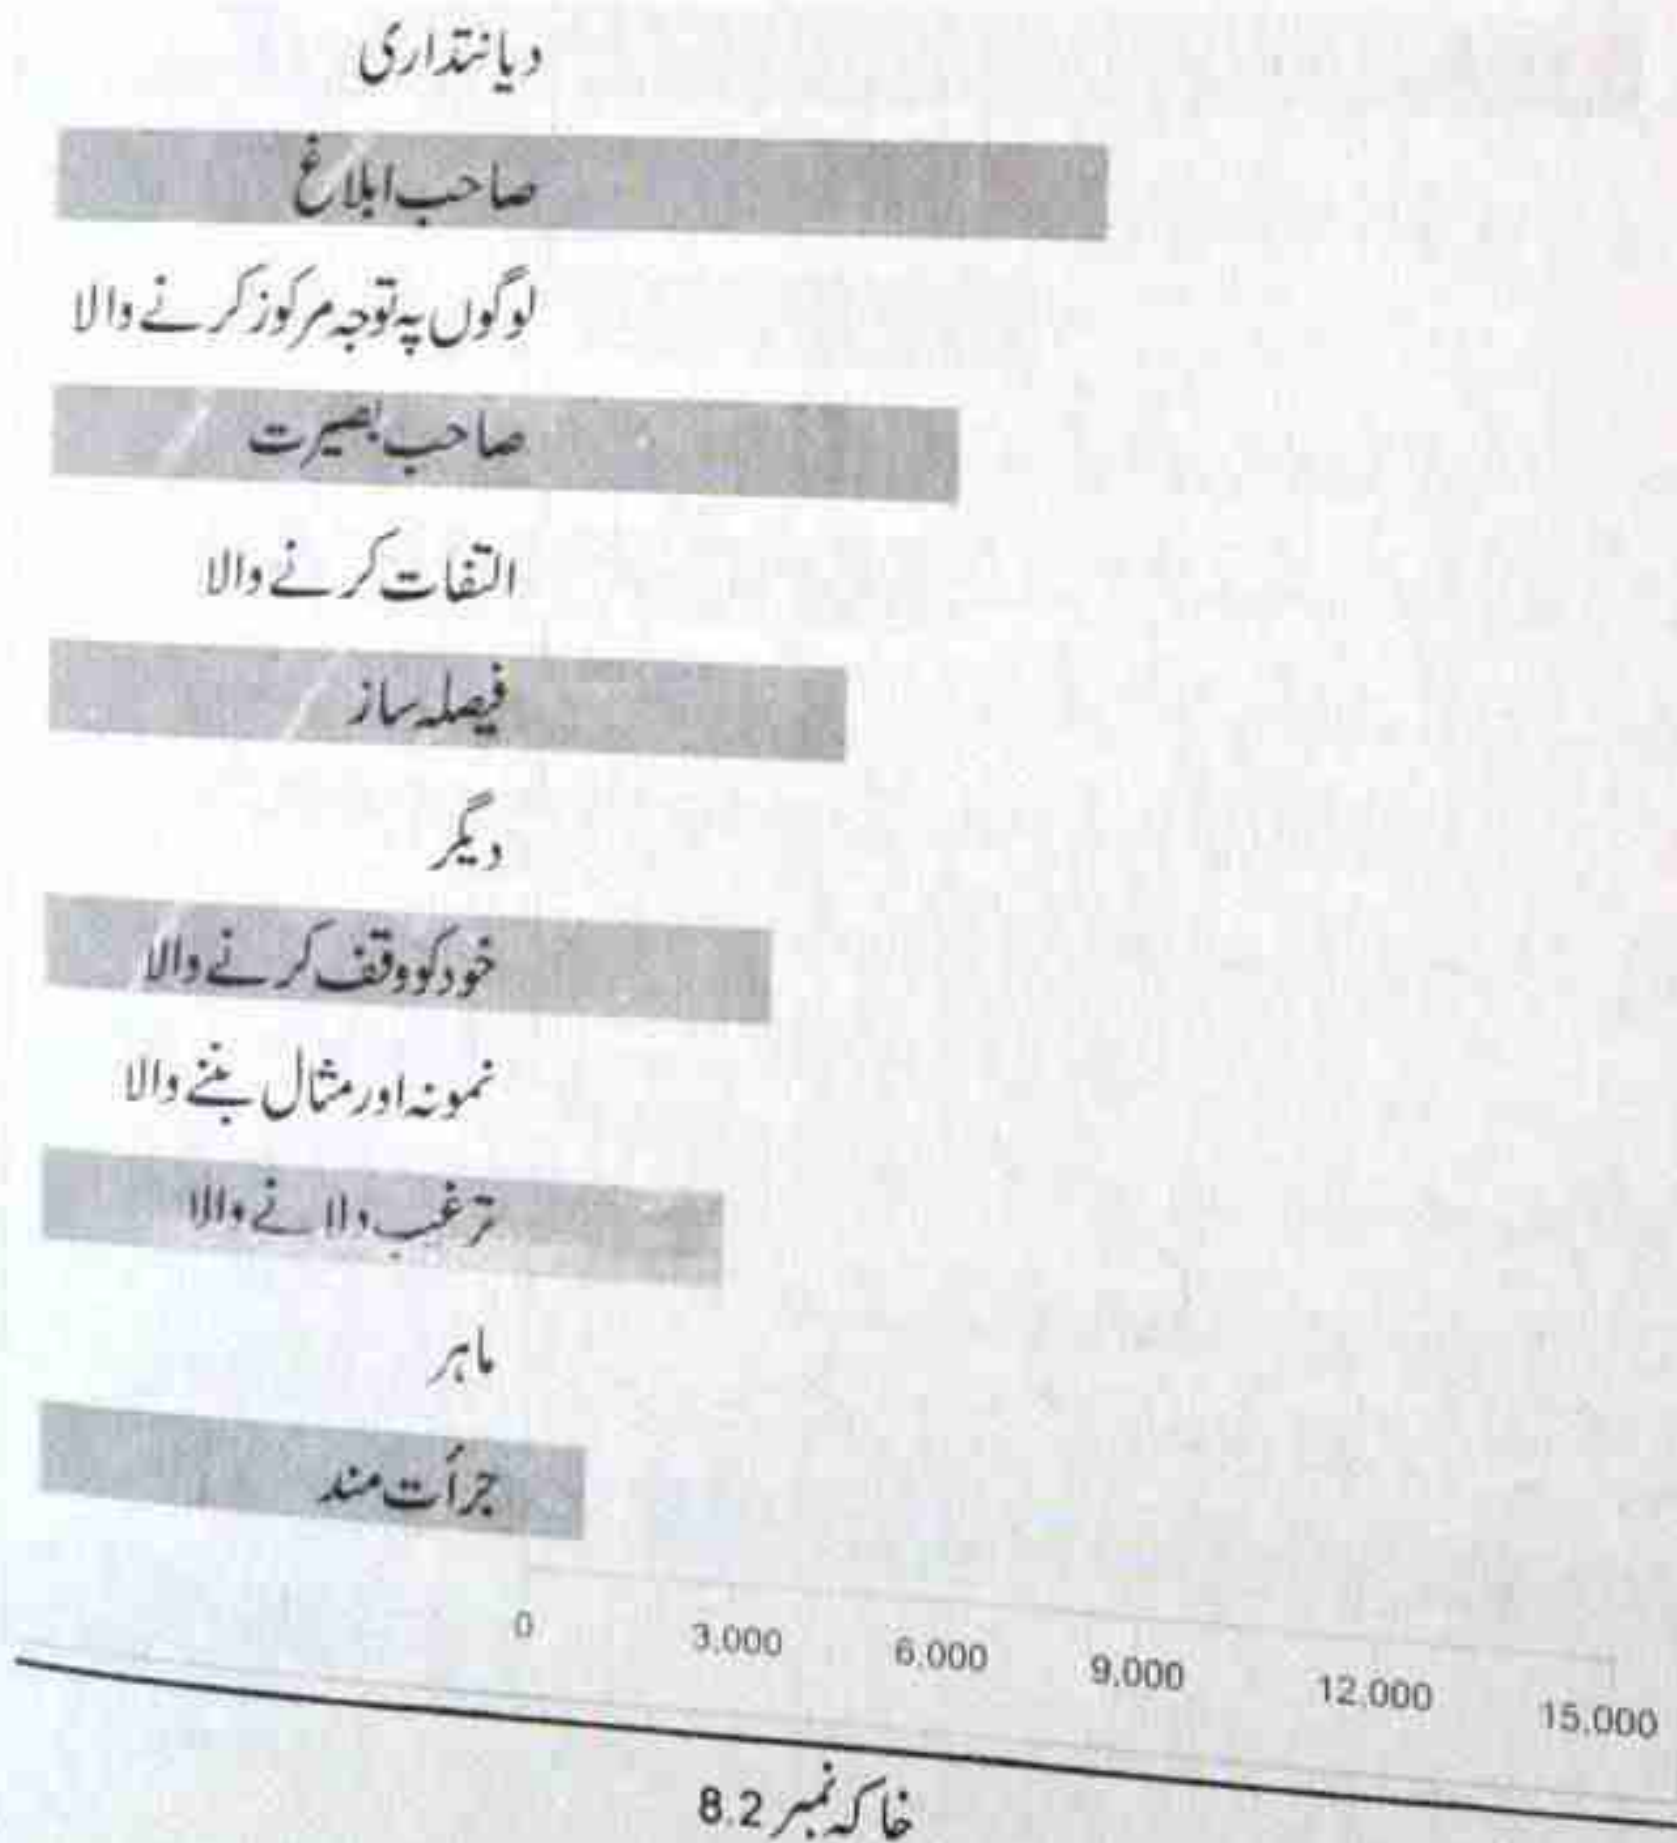 دیانتداری
صاحب ابلاغ
لوگوں پہ توجہ مرکوز کرنے والا
صاحب بصیرت
التفات کرنے والا
فیصلہ ساز
دیگر
خود کو وقف کرنے والا
نمونہ اور مثال بننے والا
ترغیب دلانے والا
ماہر
جرأت مند
0 3,000 6,000 9,000 12,000 15,000
خاکہ نمبر 8.2